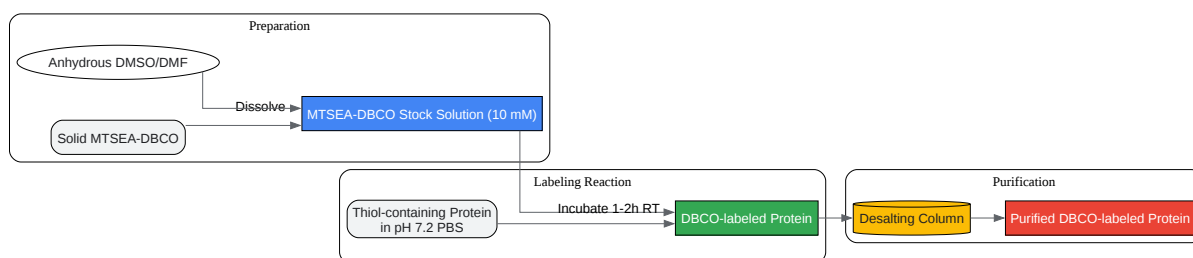 Preparation
Anhydrous DMSO/DMF
Dissolve
MTSEA-DBCO Stock Solution (10 mM)
Solid MTSEA-DBCO
Labeling Reaction
Thiol-containing Protein
in pH 7.2 PBS
Incubate 1-2h RT
DBCO-labeled Protein
Purification
Desalting Column
Purified DBCO-labeled Protein